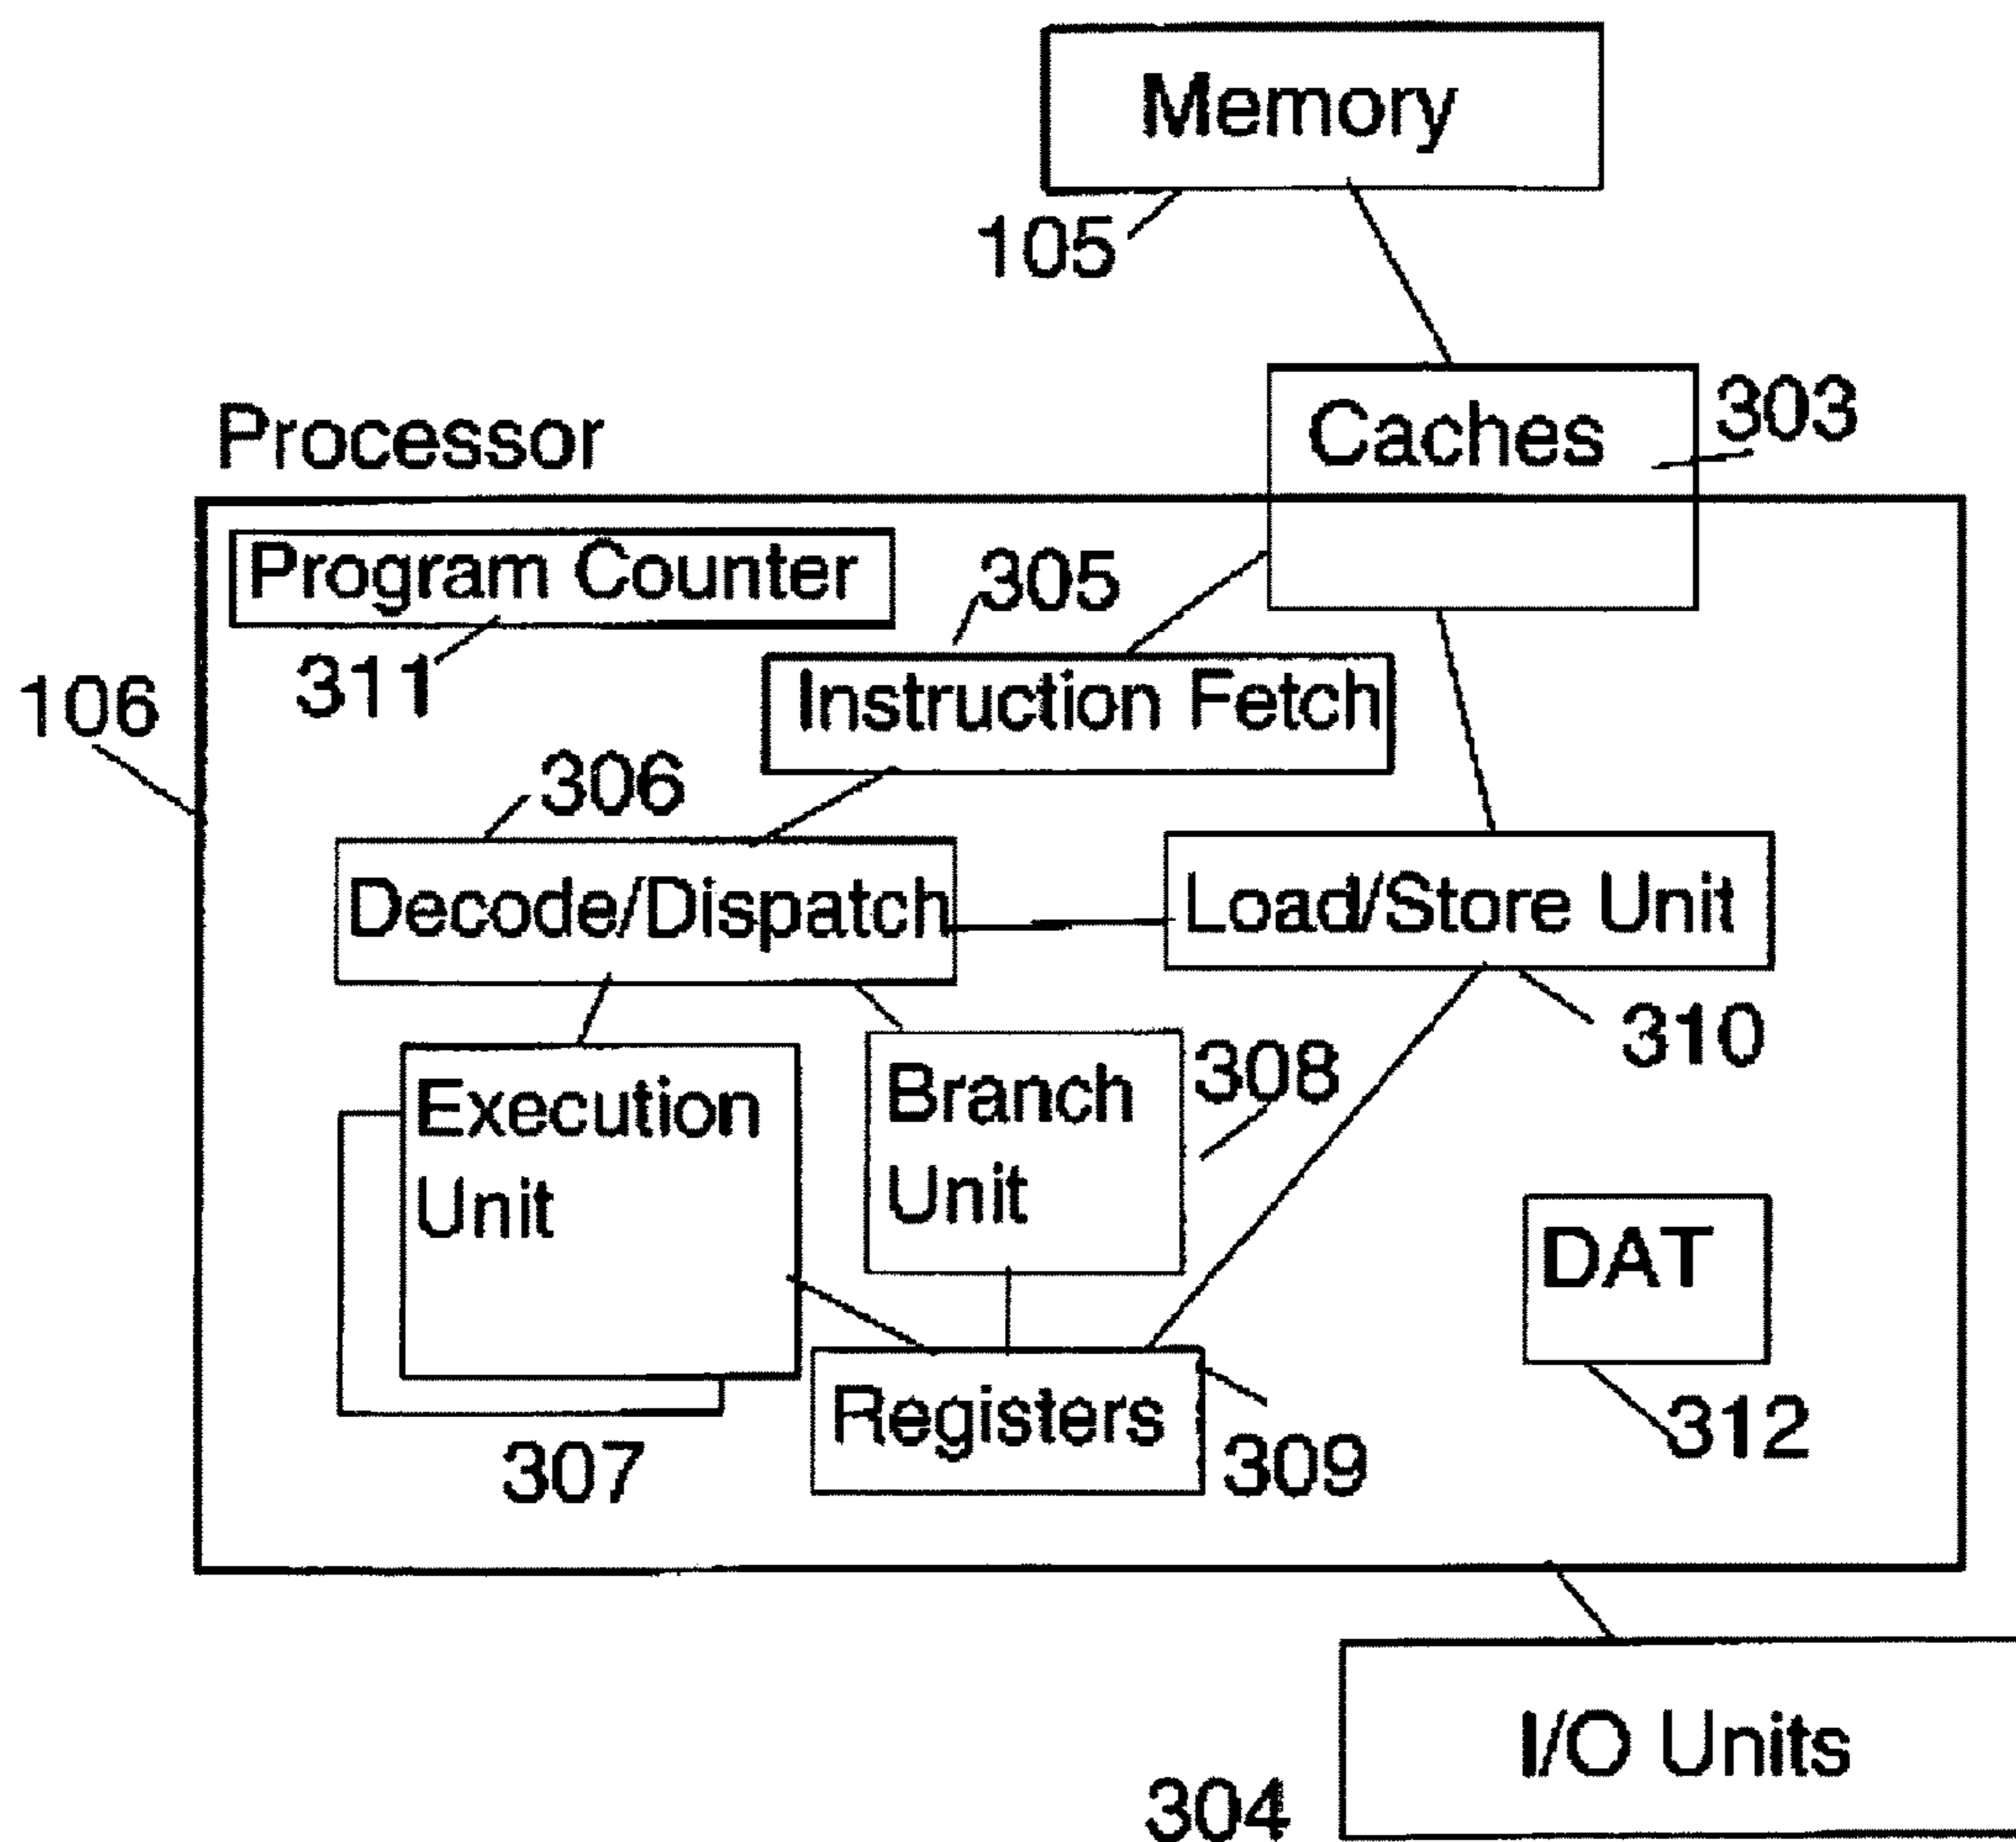 Memory
105
Caches
303
Processor
Program Counter
305
311
Instruction Fetch
106
306
Decode/Dispatch
Load/Store Unit
310
Execution
Unit
Branch
Unit
308
DAT
Registers
312
307
309
I/O Units
304